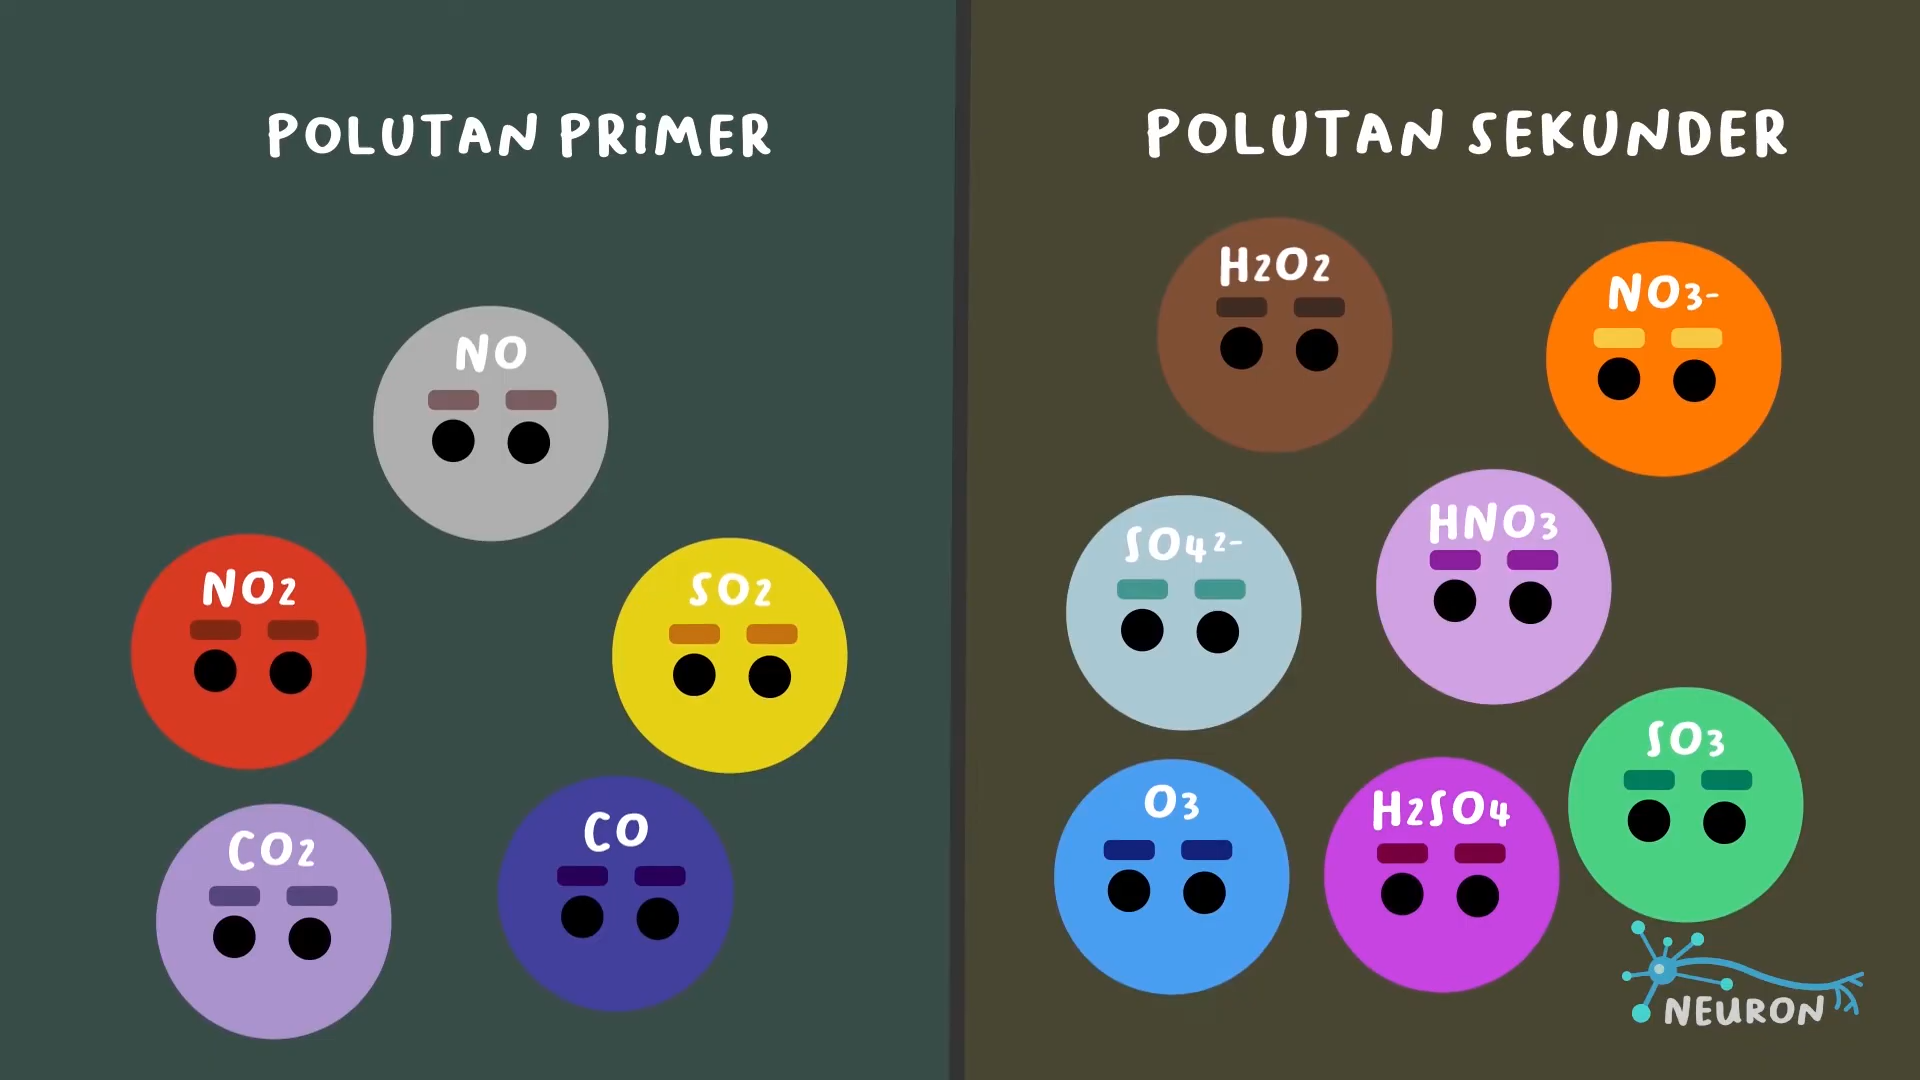 POLUTAN PRiMER
NO
NO2
SO2
CO2
CO
POLUTAN SEKUNDER
H2O2
NO3-
SO4²-
HNO3
SO3
O3
H2SO4
NEURON